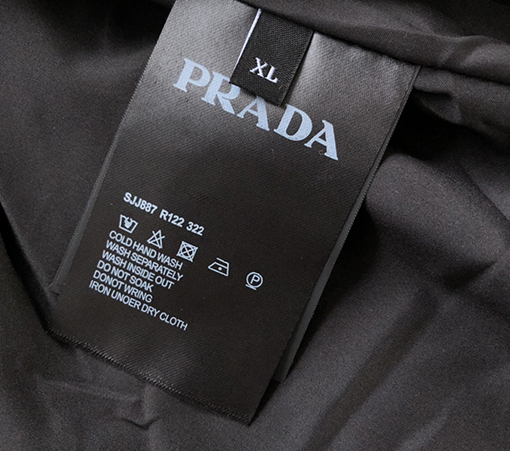 XL
PRADA
SJJ887 R122 322
P
COLD HAND WASH
WASH SEPARATELY
WASH INSIDE OUT
DO NOT SOAK
DONOT WRING
IRON UNOER DRY CLOTH